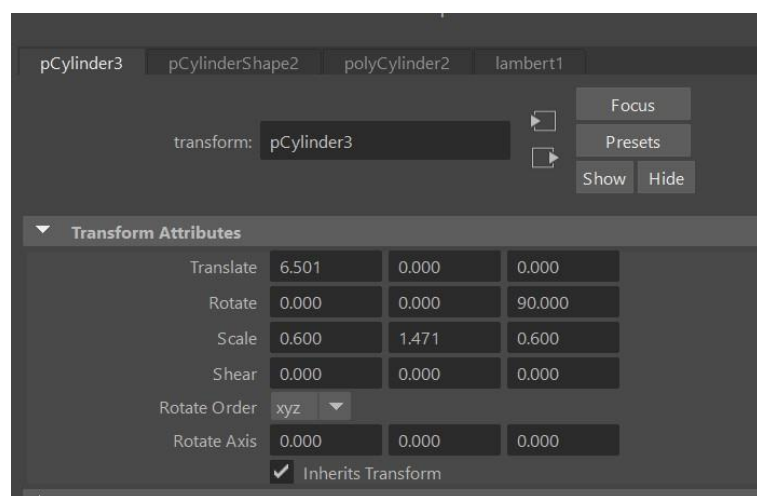 pCylinder3 pCylinderShape2 polyCylinder2 lambert1
Focus
transform: pCylinder3 Presets
Show Hide
Transform Attributes
Translate 6.501 0.000 0.000
Rotate 0.000 0.000 90.000
Scale 0.600 1.471 0.600
Shear 0.000 0.000 0.000
Rotate Order xyz
Rotate Axis 0.000 0.000 0.000
Inherits Transform